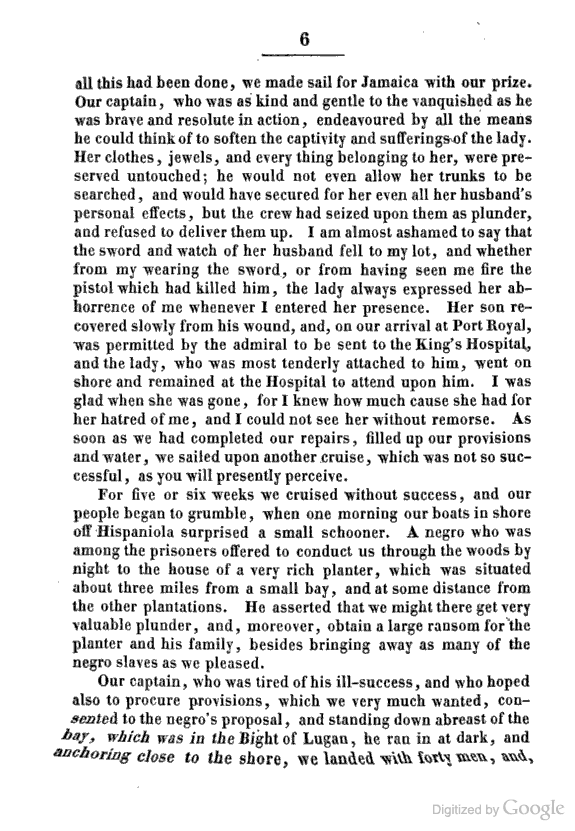 6
all this had been done, we made sail for Jamaica with our prize.
Our captain, who was as kind and gentle to the vanquished as he
was brave and resolute in action, endeavoured by all the means
he could think of to soften the captivity and sufferings of the lady.
Her clothes, jewels, and every thing belonging to her, were pre-
served untouched; he would not even allow her trunks to be
searched, and would have secured for her even all her husband's
personal effects, but the crew had seized upon them as plunder,
and refused to deliver them up. I am almost ashamed to say that
the sword and watch of her husband fell to my lot, and whether
from my wearing the sword, or from having seen me fire the
pistol which had killed him, the lady always expressed her ab-
horrence of me whenever I entered her presence. Her son re-
covered slowly from his wound, and, on our arrival at Port Royal,
was permitted by the admiral to be sent to the King's Hospital,
and the lady, who was most tenderly attached to him, went on
shore and remained at the Hospital to attend upon him. I was
glad when she was gone, for I knew how much cause she had for
her hatred of me, and I could not see her without remorse. As
soon as we had completed our repairs, filled up our provisions
and water, we sailed upon another cruise, which was not so suc-
cessful, as you will presently perceive.
For five or six weeks we cruised without success, and our
people began to grumble, when one morning our boats in shore
off Hispaniola surprised a small schooner. A negro who was
among the prisoners offered to conduct us through the woods by
night to the house of a very rich planter, which was situated
about three miles from a small bay, and at some distance from
the other plantations. He asserted that we might there get very
valuable plunder, and, moreover, obtain a large ransom for the
planter and his family, besides bringing away as many of the
negro slaves as we pleased.
Our captain, who was tired of his ill-success, and who hoped
also to procure provisions, which we very much wanted, con-
sented to the negro's proposal, and standing down abreast of the
bay, which was in the Bight of Lugan, he ran in at dark, and
anchoring close to the shore, we landed with forty men, and,
Digitized by Google